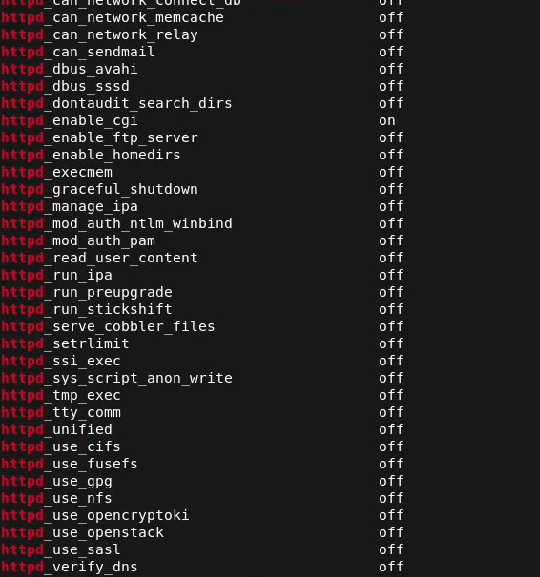 httpd_can_network_connect_db off
httpd_can_network_memcache off
httpd_can_network_relay off
httpd_can_sendmail off
httpd_dbus_avahi off
httpd_dbus_sssd off
httpd_dontaudit_search_dirs off
httpd_enable_cgi on
httpd_enable_ftp_server off
httpd_enable_homedirs off
httpd_execmem off
httpd_graceful_shutdown off
httpd_manage_ipa off
httpd_mod_auth_ntlm_winbind off
httpd_mod_auth_pam off
httpd_read_user_content off
httpd_run_ipa off
httpd_run_preupgrade off
httpd_run_stickshift off
httpd_serve_cobbler_files off
httpd_setrlimit off
httpd_ssi_exec off
httpd_sys_script_anon_write off
httpd_tmp_exec off
httpd_tty_comm off
httpd_unified off
httpd_use_cifs off
httpd_use_fusefs off
httpd_use_gpg off
httpd_use_nfs off
httpd_use_opencryptoki off
httpd_use_openstack off
httpd_use_sasl off
httpd_verify_dns off